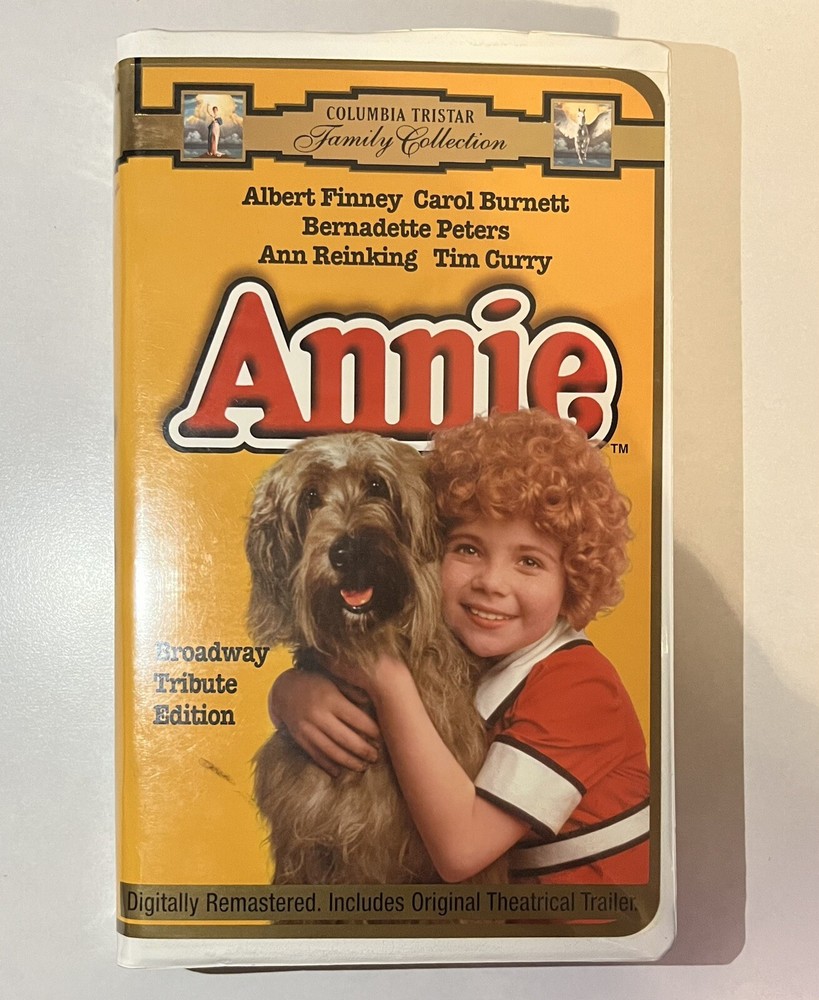 COLUMBIA TRISTAR
Family Collection
Albert Finney Carol Burnett
Bernadette Peters
Ann Reinking Tim Curry
Annie
TM
Broadway
Tribute
Edition
Digitally Remastered. Includes Original Theatrical Trailer.